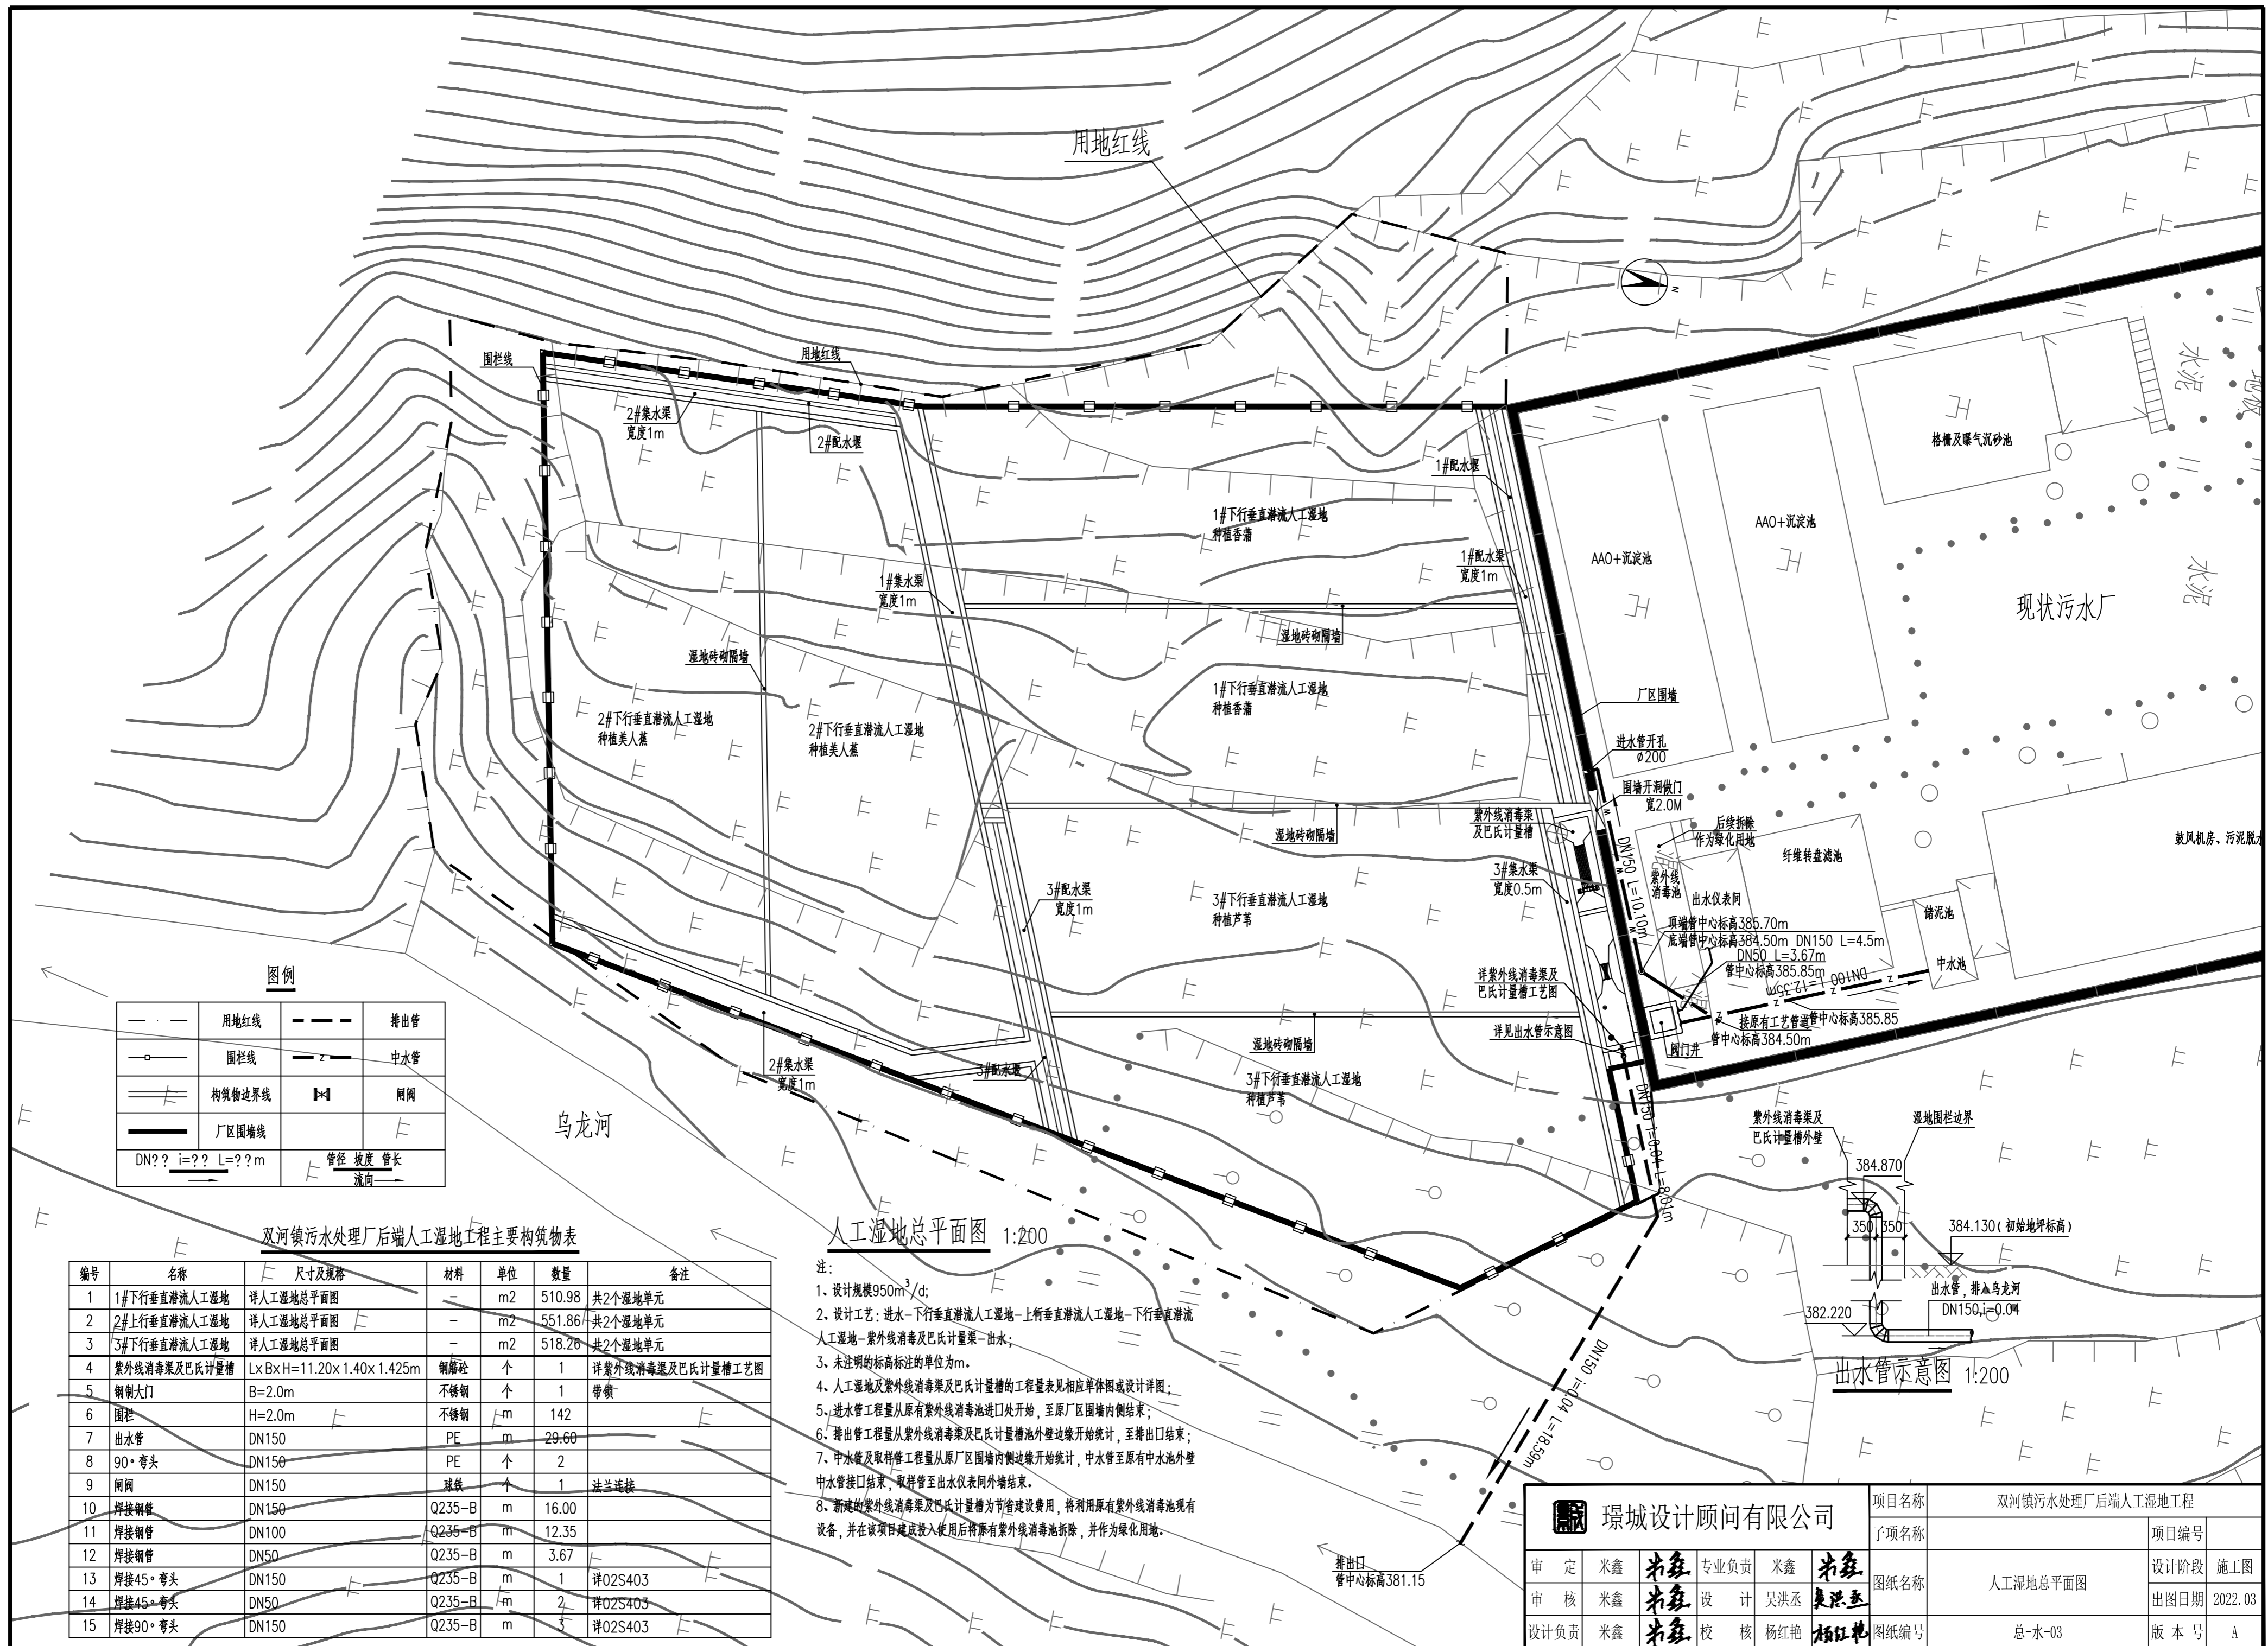 用地红线
N
围栏线
用地红线
2#集水渠
宽度1m
2#配水堰
1#配水堰
1#下行垂直潜流人工湿地
种植香蒲
1#配水渠
宽度1m
1#集水渠
宽度1m
湿地砖砌隔墙
湿地砖砌隔墙
2#下行垂直潜流人工湿地
种植美人蕉
2#下行垂直潜流人工湿地
种植美人蕉
1#下行垂直潜流人工湿地
种植香蒲
格栅及曝气沉砂池
AAO+沉淀池
AAO+沉淀池
水泥
水泥
现状污水厂
厂区围墙
进水管开孔
Ø200
围墙开洞做门
宽2.0M
后续拆除
作为绿化用地
纤维转盘滤池
鼓风机房、污泥脱水
紫外线消毒渠
及巴氏计量槽
湿地砖砌隔墙
3#集水渠
宽度0.5m
3#配水渠
宽度1m
3#下行垂直潜流人工湿地
种植芦苇
DN150 L=10.10m
紫外线
消毒池
出水仪表间
储泥池
顶端管中心标高385.70m
底端管中心标高384.50m DN150 L=4.5m
DN50 L=3.67m
管中心标高385.85m
DN100 L=12.35m
中水池
详紫外线消毒渠及
巴氏计量槽工艺图
详见出水管示意图
接原有工艺管道
管中心标高385.85
管中心标高384.50m
阀门井
湿地砖砌隔墙
2#集水渠
宽度1m
3#配水堰
3#下行垂直潜流人工湿地
种植芦苇
DN150 i=0.04 L=8.01m
乌龙河
图例
用地红线
排出管
围栏线
z
中水管
构筑物边界线
闸阀
厂区围墙线
DN?? i=?? L=??m
管径 坡度 管长
流向
紫外线消毒渠及
巴氏计量槽外壁
湿地围栏边界
384.870
350 350
384.130(初始地坪标高)
出水管,排入乌龙河
DN150,i=0.04
382.220
出水管示意图 1:200
人工湿地总平面图 1:200
DN150 i=0.04 L=18.59m
排出口
管中心标高381.15
双河镇污水处理厂后端人工湿地工程主要构筑物表
编号 名称 尺寸及规格 材料 单位 数量 备注
1 1#下行垂直潜流人工湿地 详人工湿地总平面图 - m2 510.98 共2个湿地单元
2 2#上行垂直潜流人工湿地 详人工湿地总平面图 - m2 551.86 共2个湿地单元
3 3#下行垂直潜流人工湿地 详人工湿地总平面图 - m2 518.26 共2个湿地单元
4 紫外线消毒渠及巴氏计量槽 L×B×H=11.20×1.40×1.425m 钢筋砼 个 1 详紫外线消毒渠及巴氏计量槽工艺图
5 钢制大门 B=2.0m 不锈钢 个 1 带锁
6 围栏 H=2.0m 不锈钢 m 142
7 出水管 DN150 PE m 29.60
8 90°弯头 DN150 PE 个 2
9 闸阀 DN150 球铁 个 1 法兰连接
10 焊接钢管 DN150 Q235-B m 16.00
11 焊接钢管 DN100 Q235-B m 12.35
12 焊接钢管 DN50 Q235-B m 3.67
13 焊接45°弯头 DN150 Q235-B m 1 详02S403
14 焊接45°弯头 DN50 Q235-B m 2 详02S403
15 焊接90°弯头 DN150 Q235-B m 3 详02S403
注:
1、设计规模950m³/d;
2、设计工艺:进水-下行垂直潜流人工湿地-上行垂直潜流人工湿地-下行垂直潜流
人工湿地-紫外线消毒及巴氏计量渠-出水;
3、未注明的标高标注的单位为m。
4、人工湿地及紫外线消毒渠及巴氏计量槽的工程量表见相应单体图或设计详图;
5、进水管工程量从原有紫外线消毒池进口处开始,至原厂区围墙内侧结束;
6、排出管工程量从紫外线消毒渠及巴氏计量槽池外壁边缘开始统计,至排出口结束;
7、中水管及取样管工程量从原厂区围墙内侧边缘开始统计,中水管至原有中水池外壁
中水管接口结束,取样管至出水仪表间外墙结束。
8、新建的紫外线消毒渠及巴氏计量槽为节省建设费用,将利用原有紫外线消毒池现有
设备,并在该项目建成投入使用后将原有紫外线消毒池拆除,并作为绿化用地。
璟城设计顾问有限公司
项目名称 双河镇污水处理厂后端人工湿地工程
子项名称 项目编号
审定 米鑫 米鑫 专业负责 米鑫 米鑫
图纸名称 人工湿地总平面图 设计阶段 施工图
审核 米鑫 米鑫 设计 吴洪丞 吴洪丞
出图日期 2022.03
设计负责 米鑫 米鑫 校核 杨红艳 杨红艳
图纸编号 总-水-03 版本号 A